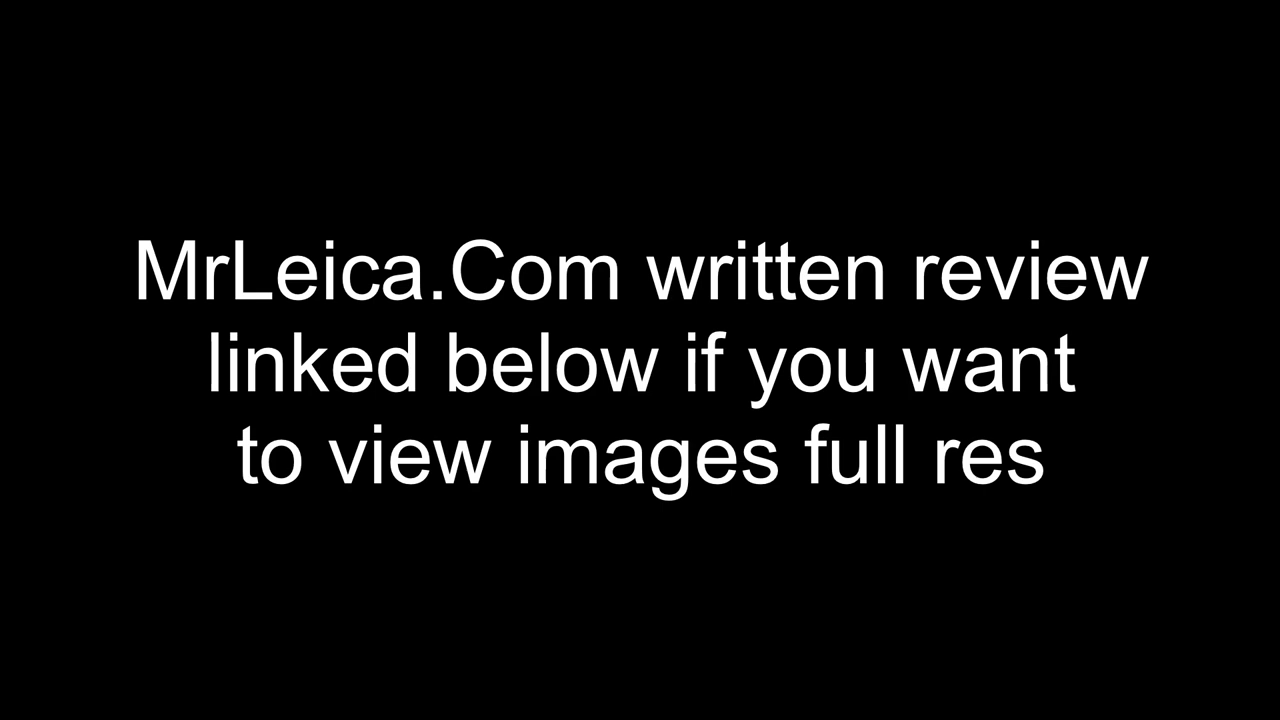 MrLeica.Com written review
linked below if you want
to view images full res